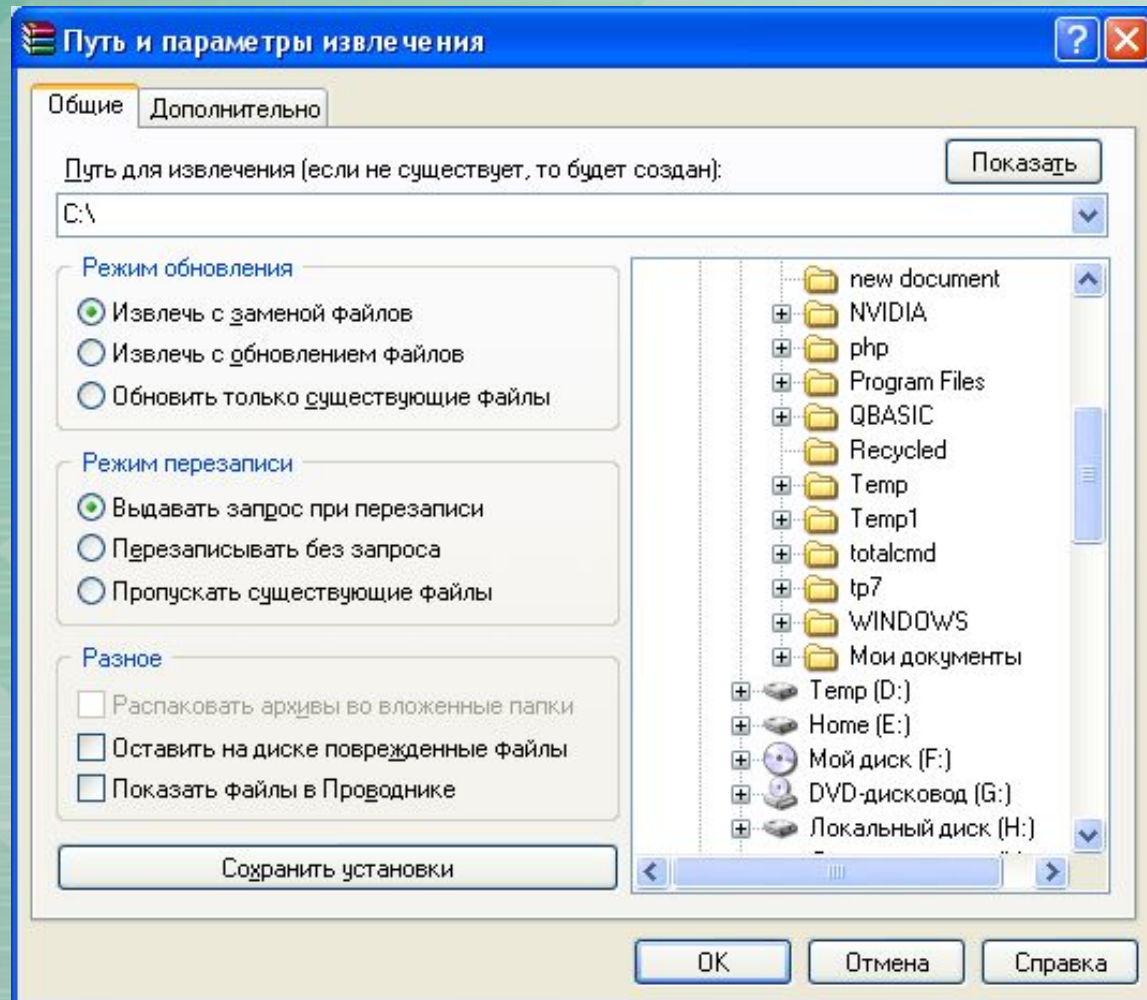 Путь и параметры извлечения
Общие
Дополнительно
Путь для извлечения (если не существует, то будет создан):
Показать
C:\
Режим обновления
Извлечь с заменой файлов
Извлечь с обновлением файлов
Обновить только существующие файлы
Режим перезаписи
Выдавать запрос при перезаписи
Перезаписывать без запроса
Пропускать существующие файлы
Разное
Распаковать архивы во вложенные папки
Оставить на диске поврежденные файлы
Показать файлы в Проводнике
Сохранить установки
new document
NVIDIA
php
Program Files
QBASIC
Recycled
Temp
Temp1
totalcmd
tp7
WINDOWS
Мои документы
Temp (D:)
Home (E:)
Мой диск (F:)
DVD-дисковод (G:)
Локальный диск (H:)
OK
Отмена
Справка